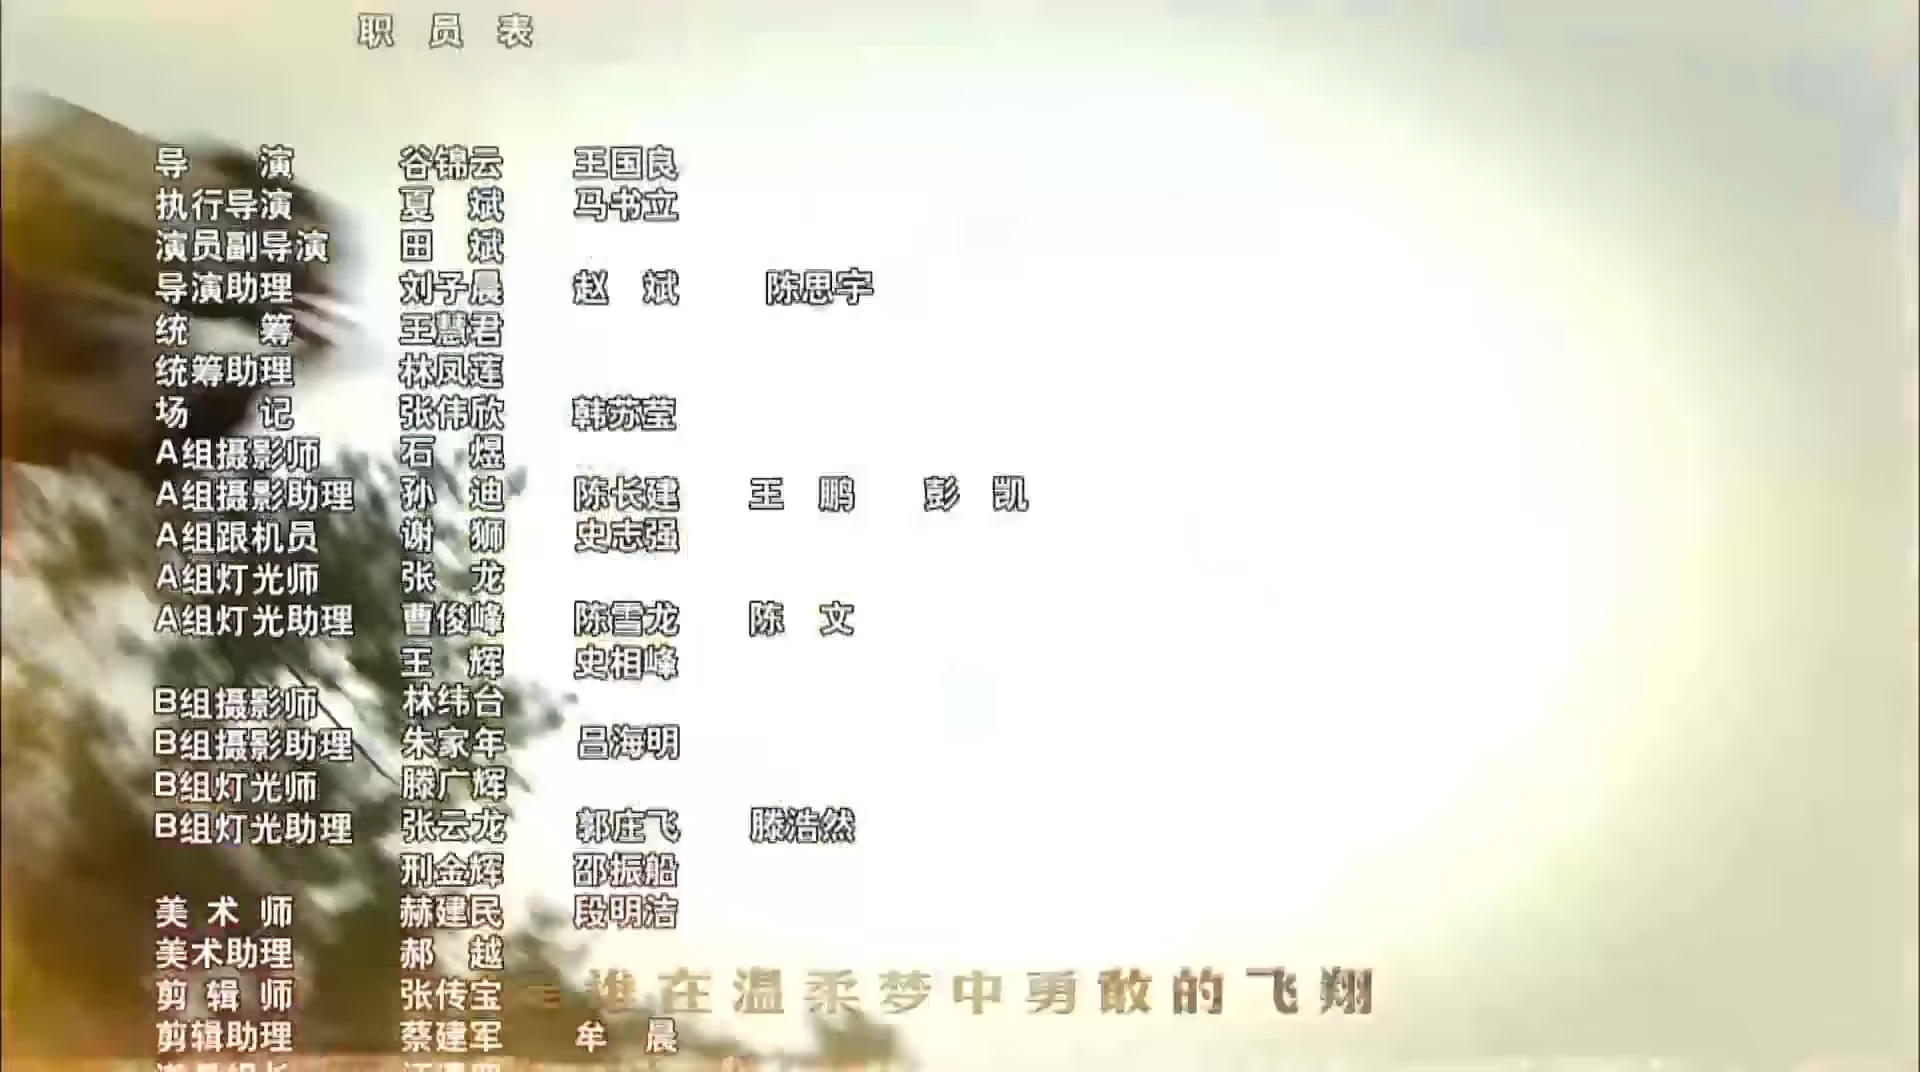 职 员 表
导 演 谷锦云 王国良
执行导演 夏 斌 马书立
演员副导演 田 斌
导演助理 刘子晨 赵 斌 陈思宇
统 筹 王慧君
统筹助理 林凤莲
场 记 张伟欣 韩苏莹
A组摄影师 石 煜
A组摄影助理 孙 迪 陈长建 王 鹏 彭 凯
A组跟机员 谢 狮 史志强
A组灯光师 张 龙
A组灯光助理 曹俊峰 陈雪龙 陈 文
王 辉 史相峰
B组摄影师 林纬台
B组摄影助理 朱家年 吕海明
B组灯光师 滕广辉
B组灯光助理 张云龙 郭庄飞 滕浩然
刑金辉 邵振船
美 术 师 赫建民 段明洁
美术助理 郝 越
剪 辑 师 张传宝
谁在温柔梦中勇敢的飞翔
剪辑助理 蔡建军 牟 晨